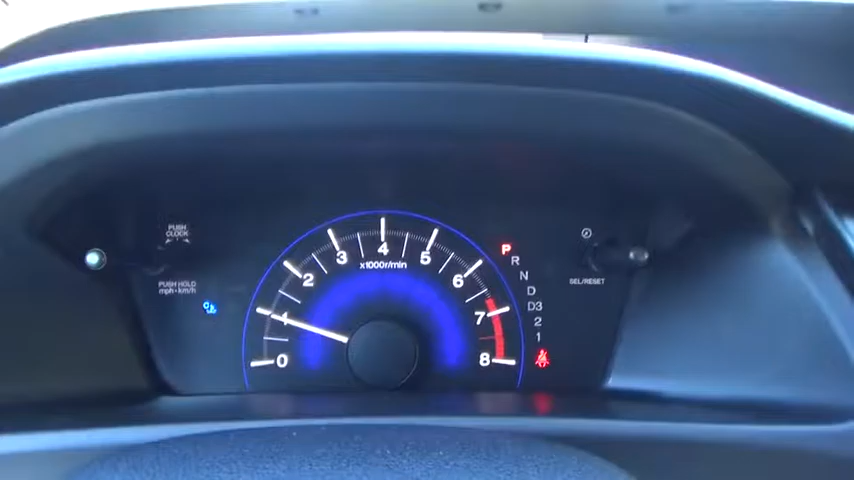 PUSH
CLOCK
PUSH HOLD
mph◦km/h
C
0
1
2
3
4
5
6
7
8
x1000r/min
P
R
N
D
D3
2
1
SEL/RESET